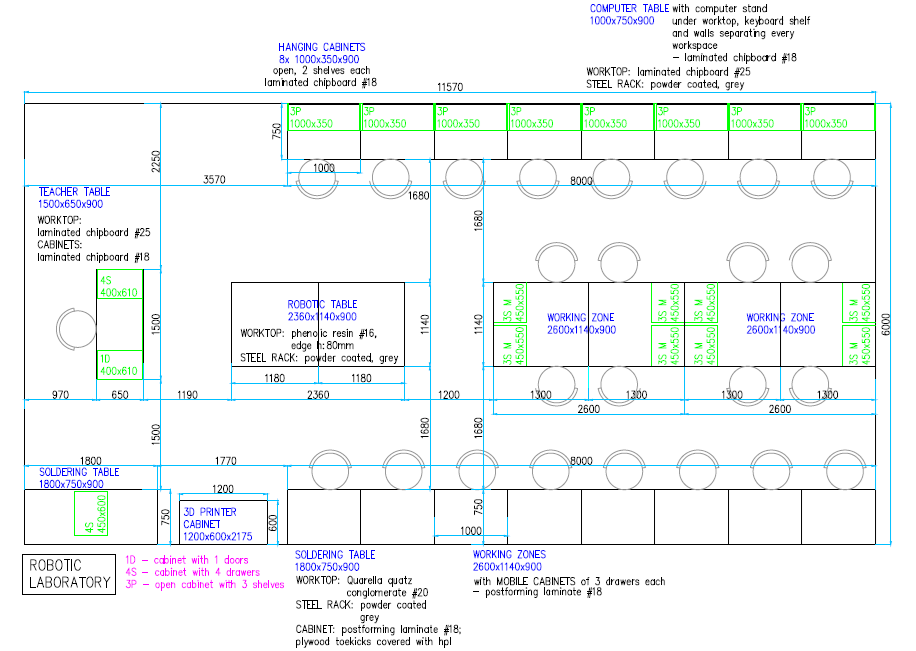 COMPUTER TABLE with computer stand
1000x750x900 under worktop, keyboard shelf
and walls separating every
workspace
– laminated chipboard #18
WORKTOP: laminated chipboard #25
STEEL RACK: powder coated, grey
HANGING CABINETS
8x 1000x350x900
open, 2 shelves each
laminated chipboard #18
11570
3P 3P 3P 3P 3P 3P 3P 3P
1000x350 1000x350 1000x350 1000x350 1000x350 1000x350 1000x350 1000x350
750
2250
1000
3570
8000
1680
1680
TEACHER TABLE
1500x650x900
WORKTOP:
laminated chipboard #25
CABINETS:
laminated chipboard #18
4S
400x610
1D
400x610
1500
ROBOTIC TABLE
2360x1140x900
WORKTOP: phenolic resin #16,
edge h:80mm
STEEL RACK: powder coated, grey
1140
1140
3S M
450x550
3S M
450x550
WORKING ZONE
2600x1140x900
3S M
450x550
3S M
450x550
3S M
450x550
3S M
450x550
WORKING ZONE
2600x1140x900
3S M
450x550
3S M
450x550
6000
1180 1180
970 650 1190 2360 1200 1300 1300 1300 1300
2600 2600
1500
1680
1680
1800 1770 8000
SOLDERING TABLE
1800x750x900
4S
450x600
750
1200
3D PRINTER
CABINET
1200x600x2175
600
750
1000
ROBOTIC
LABORATORY
1D – cabinet with 1 doors
4S – cabinet with 4 drawers
3P – open cabinet with 3 shelves
SOLDERING TABLE
1800x750x900
WORKTOP: Quarella quatz
conglomerate #20
STEEL RACK: powder coated
grey
CABINET: postforming laminate #18;
plywood toekicks covered with hpl
WORKING ZONES
2600x1140x900
with MOBILE CABINETS of 3 drawers each
– postforming laminate #18